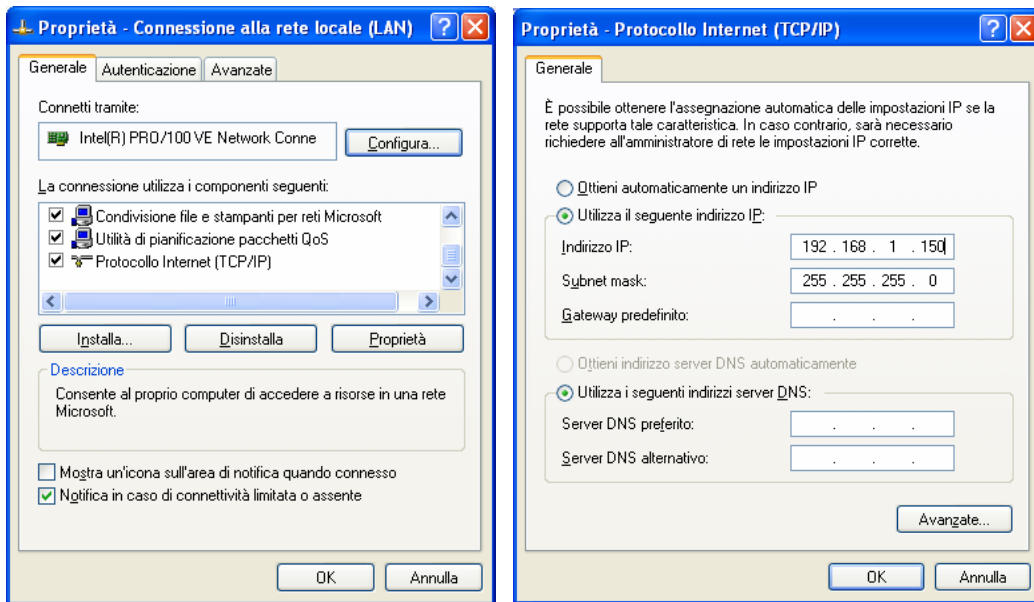 Proprietà - Connessione alla rete locale (LAN)
Generale
Autenticazione
Avanzate
Connetti tramite:
Intel(R) PRO/100 VE Network Conne
Configura...
La connessione utilizza i componenti seguenti:
Condivisione file e stampanti per reti Microsoft
Utilità di pianificazione pacchetti QoS
Protocollo Internet (TCP/IP)
Installa...
Disinstalla
Proprietà
Descrizione
Consente al proprio computer di accedere a risorse in una rete
Microsoft.
Mostra un'icona sull'area di notifica quando connesso
Notifica in caso di connettività limitata o assente
OK
Annulla
Proprietà - Protocollo Internet (TCP/IP)
Generale
È possibile ottenere l'assegnazione automatica delle impostazioni IP se la
rete supporta tale caratteristica. In caso contrario, sarà necessario
richiedere all'amministratore di rete le impostazioni IP corrette.
Ottieni automaticamente un indirizzo IP
Utilizza il seguente indirizzo IP:
Indirizzo IP: 192 . 168 . 1 . 150
Subnet mask: 255 . 255 . 255 . 0
Gateway predefinito: . . .
Ottieni indirizzo server DNS automaticamente
Utilizza i seguenti indirizzi server DNS:
Server DNS preferito: . . .
Server DNS alternativo: . . .
Avanzate...
OK
Annulla